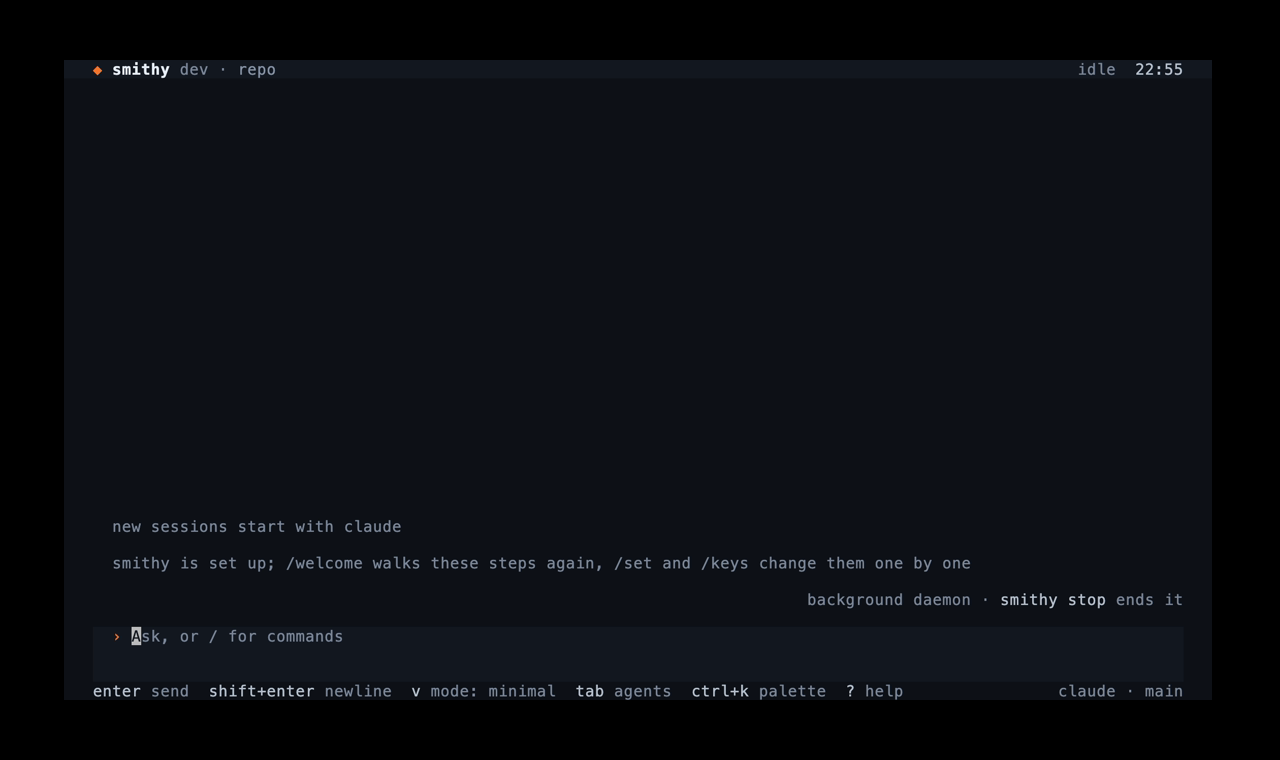 ◆ smithy dev · repo idle 22:55
new sessions start with claude
smithy is set up; /welcome walks these steps again, /set and /keys change them one by one
background daemon · smithy stop ends it
› Ask, or / for commands
enter send shift+enter newline v mode: minimal tab agents ctrl+k palette ? help claude · main